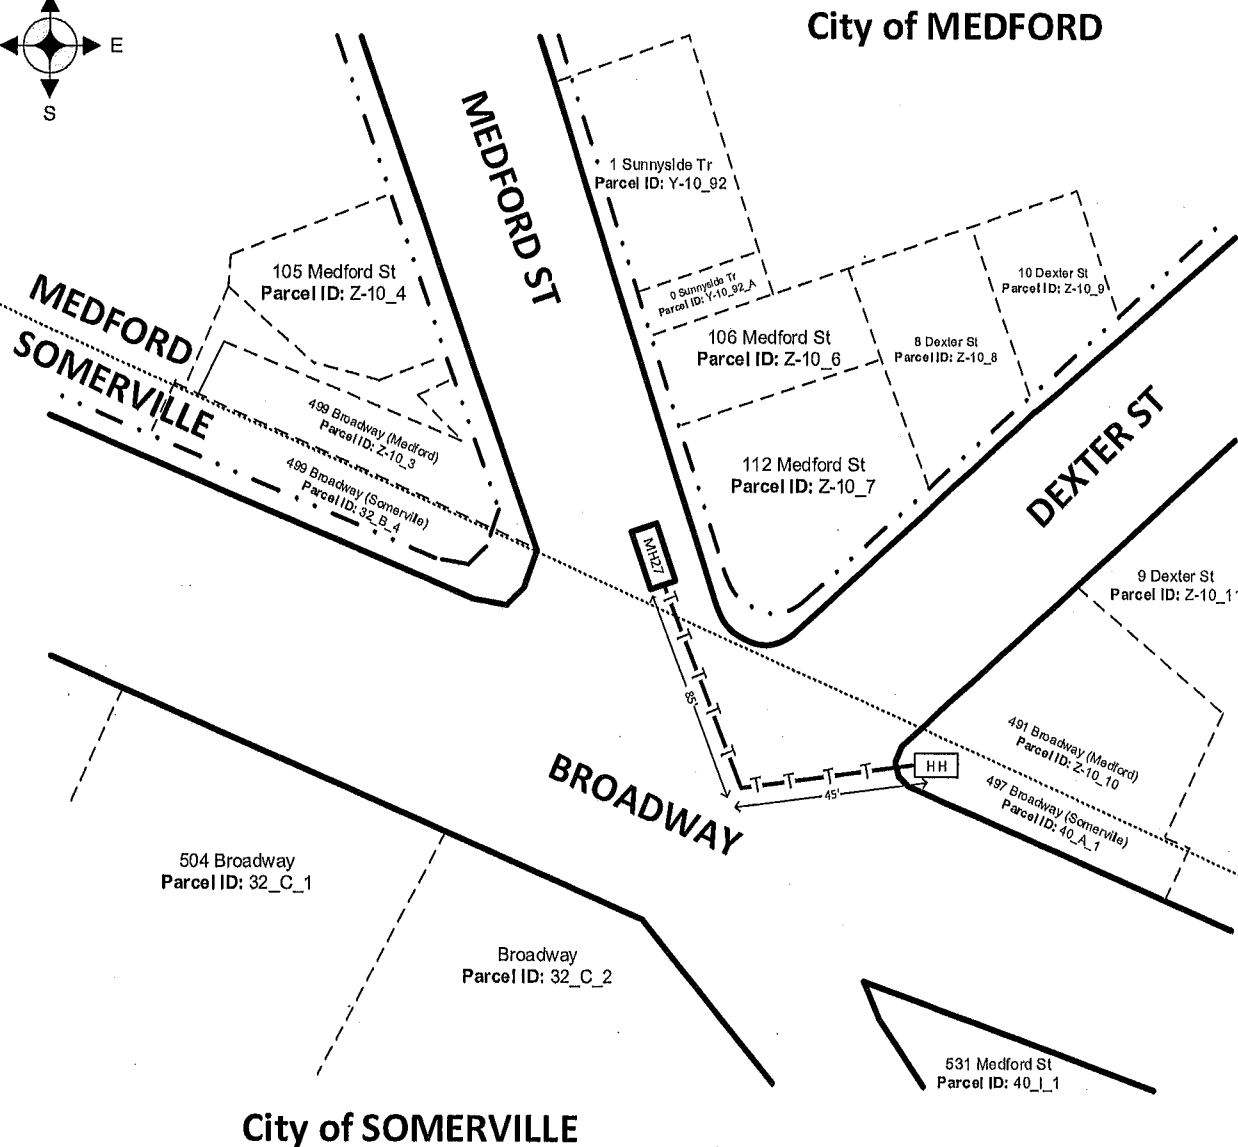 City of MEDFORD
E
S
MEDFORD ST
1 Sunnyside Tr
Parcel ID: Y-10_92
0 Sunnyside Tr
Parcel ID: Y-10_92_A
105 Medford St
Parcel ID: Z-10_4
10 Dexter St
Parcel ID: Z-10_9
106 Medford St
Parcel ID: Z-10_6
8 Dexter St
Parcel ID: Z-10_8
MEDFORD
SOMERVILLE
499 Broadway (Medford)
Parcel ID: Z-10_3
499 Broadway (Somerville)
Parcel ID: 32_B_4
112 Medford St
Parcel ID: Z-10_7
DEXTER ST
MH27
T
T
T
T
T
85'
9 Dexter St
Parcel ID: Z-10_11
491 Broadway (Medford)
Parcel ID: Z-10_10
497 Broadway (Somerville)
Parcel ID: 40_A_1
T
T
T
T
HH
45'
BROADWAY
504 Broadway
Parcel ID: 32_C_1
Broadway
Parcel ID: 32_C_2
531 Medford St
Parcel ID: 40_I_1
City of SOMERVILLE